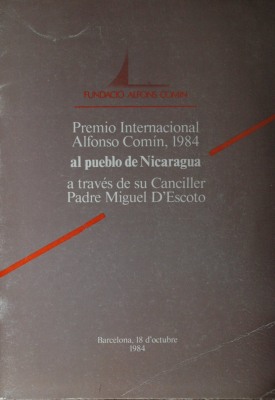 FUNDACIÓ ALFONS COMÍN
Premio Internacional
Alfonso Comín, 1984
al pueblo de Nicaragua
a través de su Canciller
Padre Miguel D'Escoto
Barcelona, 18 d'octubre
1984